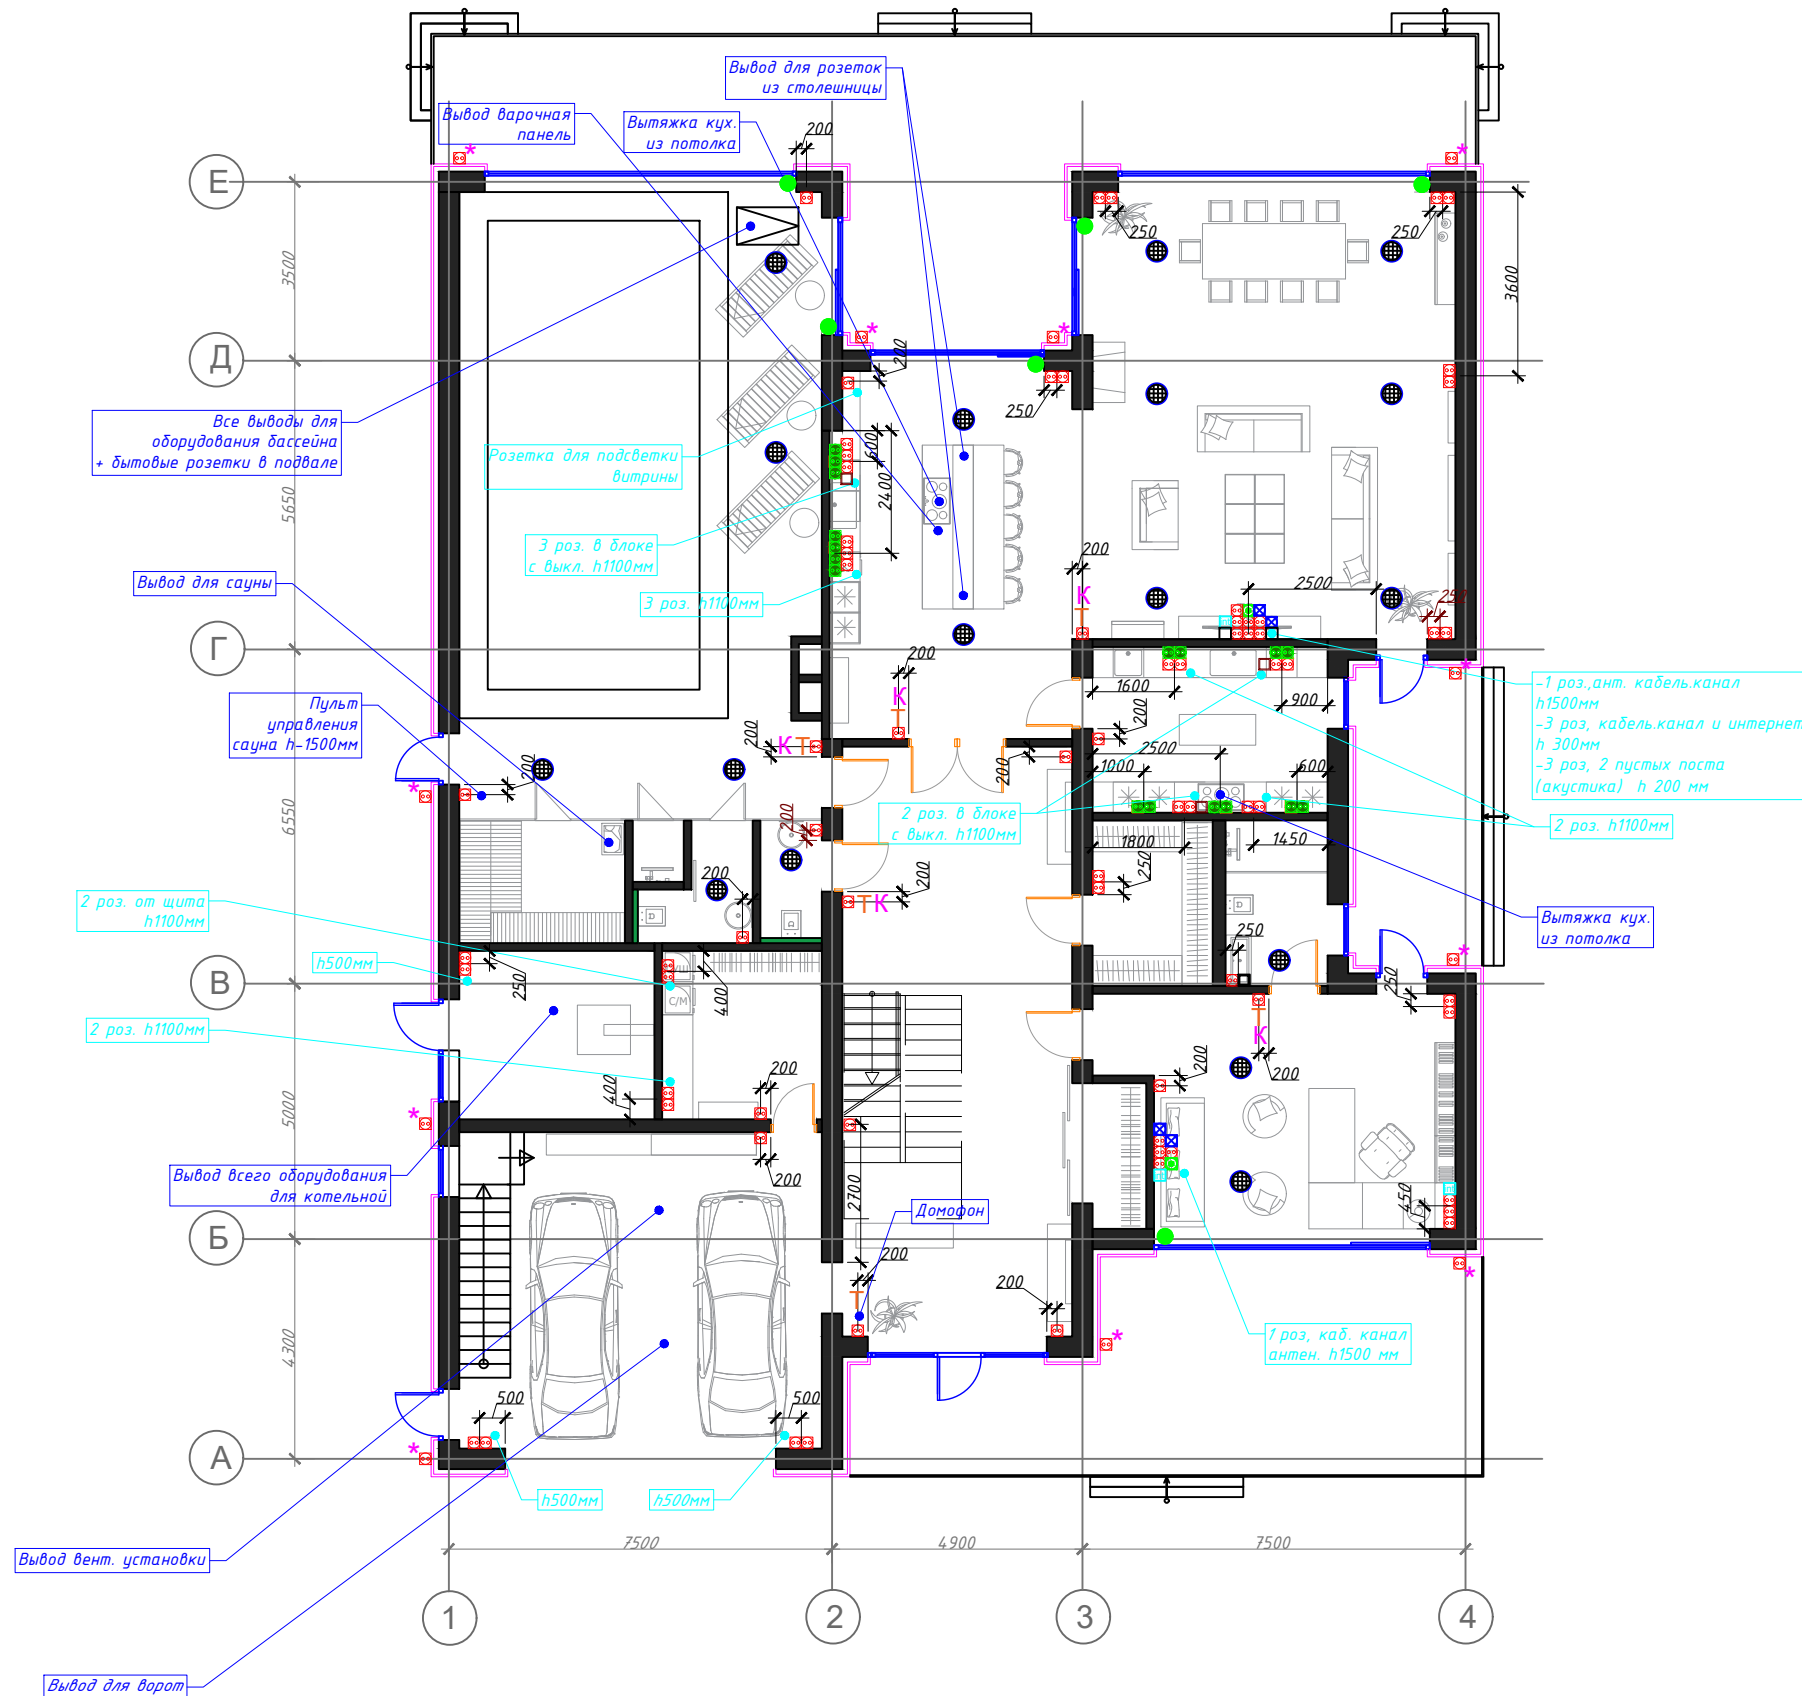 Вывод для розеток
из столешницы
Вывод варочная
панель
Вытяжка кух.
из потолка
200
*
*
Е
250
250
3500
3600
*
*
Д
200
250
Все выводы для
оборудования бассейна
+ бытовые розетки в подвале
Розетка для подсветки
витрины
600
2400
5650
3 роз. в блоке
с выкл. h1100мм
Вывод для сауны
3 роз. h1100мм
200
К
Т
2500
250
Г
200
*
Пульт
управления
сауна h-1500мм
К
Т
1600
900
-1 роз.,ант. кабель.канал
h1500мм
-3 роз, кабель.канал и интернет
h 300мм
-3 роз, 2 пустых поста
(акустика) h 200 мм
200
КТ
200
2500
200
200
1000
600
*
6550
2 роз. в блоке
с выкл. h1100мм
2 роз. h1100мм
200
1800
1450
250
2 роз. от щита
h1100мм
200
200
ТК
Вытяжка кух.
из потолка
250
h500мм
*
В
250
400
С/М
250
2 роз. h1100мм
Т
К
200
200
200
400
5000
*
Вывод всего оборудования
для котельной
200
2700
450
Домофон
Б
200
Т
200
*
*
4300
1 роз, каб. канал
антен. h1500 мм
500
500
*
А
h500мм
h500мм
Вывод вент. установки
7500
4900
7500
1
2
3
4
Вывод для ворот